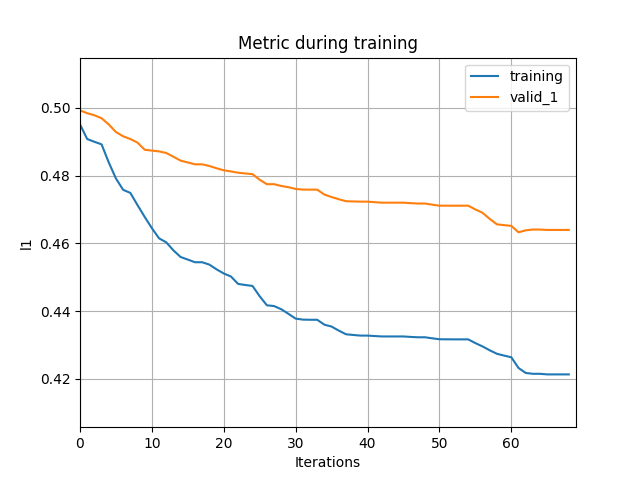 Metric during training
training
valid_1
0.50
0.48
0.46
0.44
0.42
l1
0 10 20 30 40 50 60
Iterations